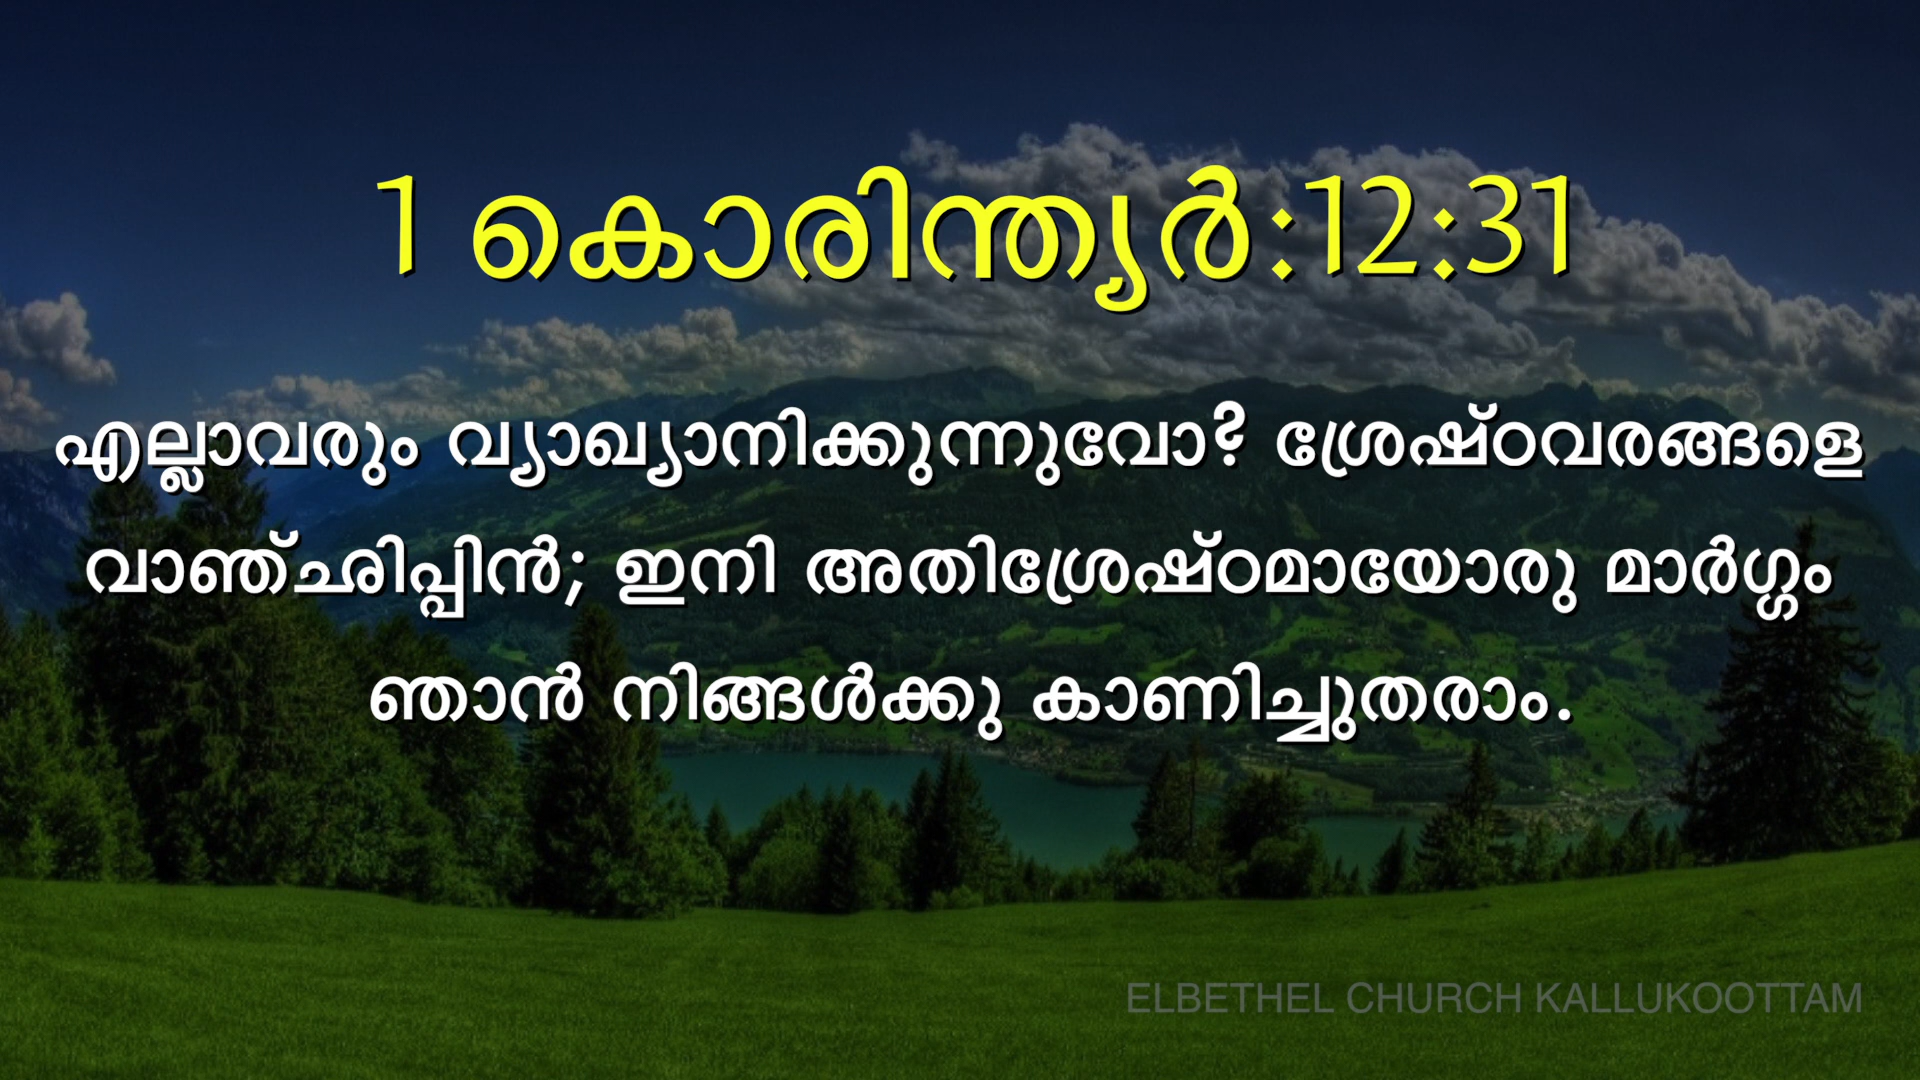 1 കൊരിന്ത്യർ:12:31
എല്ലാവരും വ്യാഖ്യാനിക്കുന്നുവോ? ശ്രേഷ്ഠവരങ്ങളെ
വാഞ്ഛിപ്പിൻ; ഇനി അതിശ്രേഷ്ഠമായോരു മാർഗ്ഗം
ഞാൻ നിങ്ങൾക്കു കാണിച്ചുതരാം.
ELBETHEL CHURCH KALLUKOOTTAM